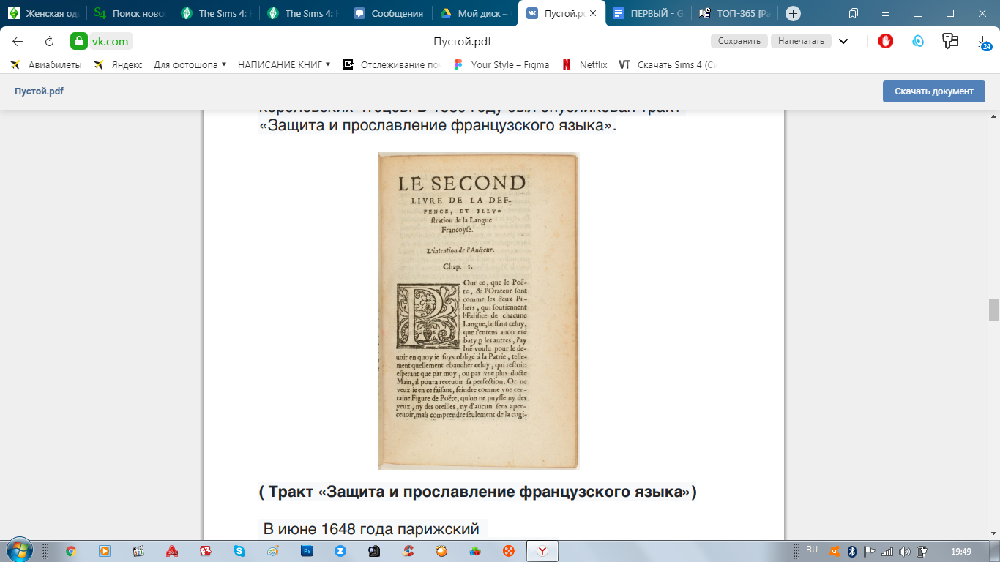 Женская оде
Поиск новос
The Sims 4: H
The Sims 4: H
Сообщения
Мой диск –
Пустой.pd
ПЕРВЫЙ - G
ТОП-365 [Ра
vk.com
Пустой.pdf
Сохранить
Напечатать
24
Авиабилеты
Яндекс
Для фотошопа
НАПИСАНИЕ КНИГ
Отслеживание по
Your Style – Figma
Netflix
VT
Скачать Sims 4 (Си
Пустой.pdf
Скачать документ
королевских чтецов. В году был опубликован тракт
«Защита и прославление французского языка».
LE SECOND
LIVRE DE LA DEF-
FENCE, ET ILLV=
ſtration de la Langue
Francoyſe.
L'intention de l'Aucteur.
Chap. 1.
POur ce, que le Poë-
te, & l'Orateur ſont
comme les deux Pi-
liers, qui ſoutiennent
l'Edifice de chacune
Langue, laiſſant celuy,
que i'entens auoir eté
baty p les autres, i'ay
biē voulu pour le de-
uoir en quoy ie ſuys obligé à la Patrie, telle-
ment quellement ebaucher celuy, qui reſtoit:
eſperant que par moy, ou par vne plus docte
Main, il poura receuoir ſa perfection. Or ne
veux-ie en ce faiſant, feindre comme vne cer-
taine Figure de Poëte, qu'on ne puyſſe ny des
yeux, ny des oreilles, ny d'aucun ſens aper-
ceuoir, mais comprendre ſeulement de la cogi-
( Тракт «Защита и прославление французского языка»)
В июне 1648 года парижский
RU
19:49